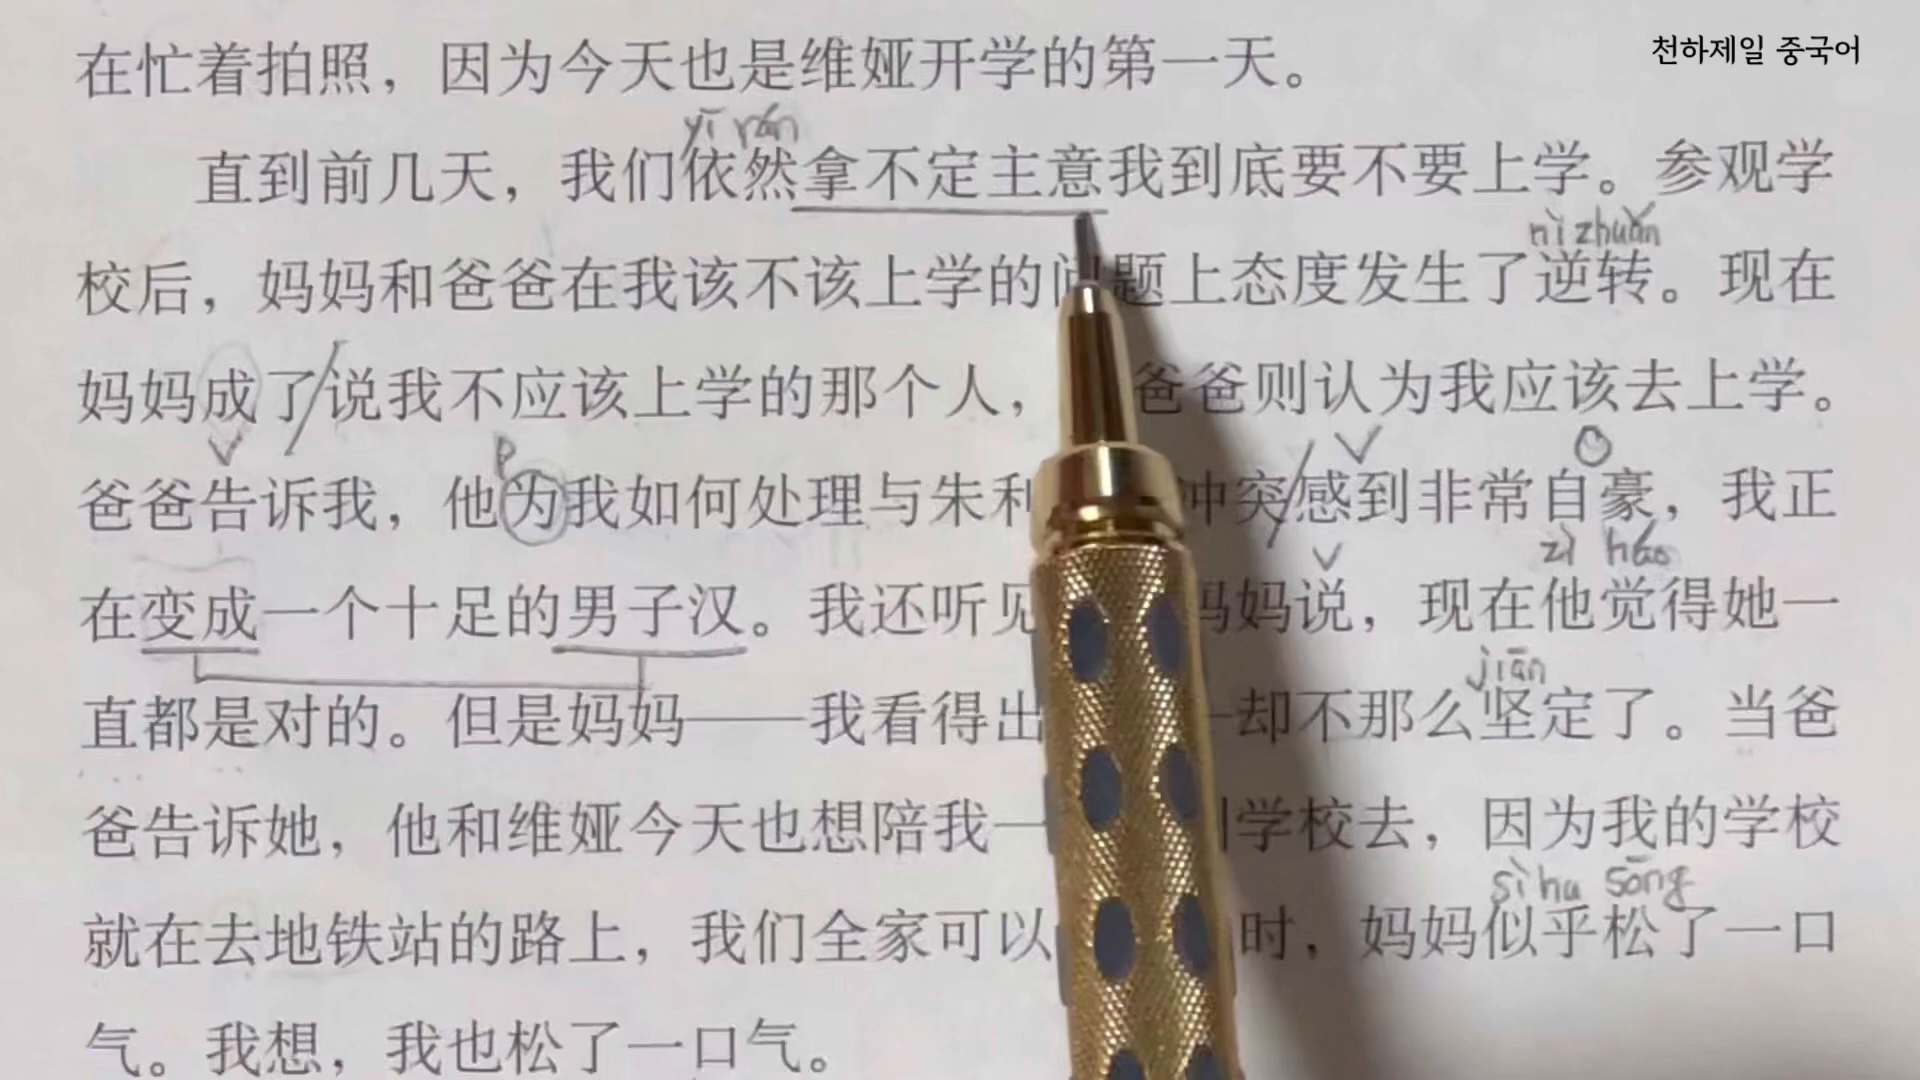 천하제일 중국어
在忙着拍照，因为今天也是维娅开学的第一天。
yī rán
直到前几天，我们依然拿不定主意我到底要不要上学。参观学
nì zhuǎn
校后，妈妈和爸爸在我该不该上学的问题上态度发生了逆转。现在
妈妈成了说我不应该上学的那个人， 爸爸则认为我应该去上学。
爸爸告诉我，他为我如何处理与朱利 冲突感到非常自豪，我正
zì háo
在变成一个十足的男子汉。我还听见 妈妈说，现在他觉得她一
jiān
直都是对的。但是妈妈——我看得出 —却不那么坚定了。当爸
爸告诉她，他和维娅今天也想陪我一 学校去，因为我的学校
sì hu sōng
就在去地铁站的路上，我们全家可以 时，妈妈似乎松了一口
气。我想，我也松了一口气。